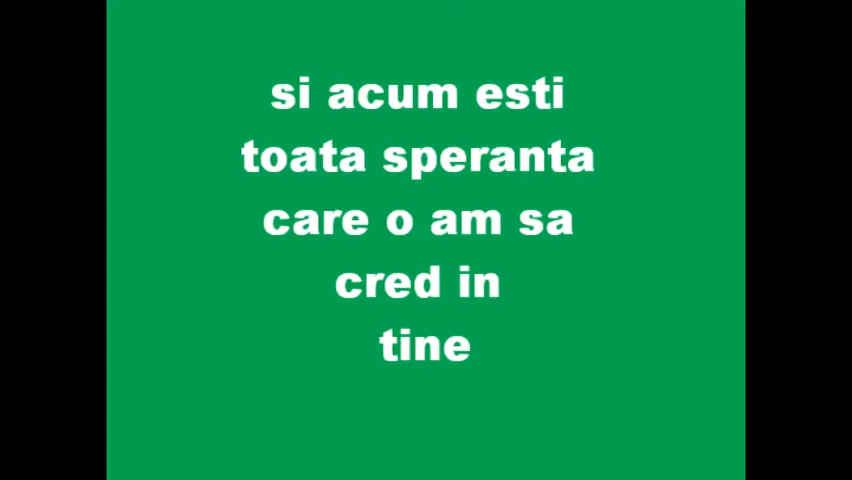 si acum esti
toata speranta
care o am sa
cred in
tine